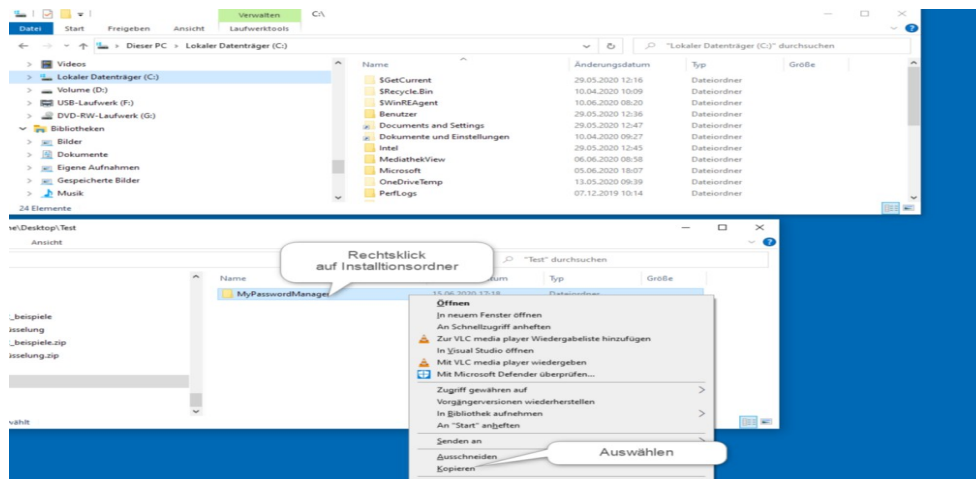 Verwalten C:\
Datei Start Freigeben Ansicht Laufwerktools
Dieser PC > Lokaler Datenträger (C:) "Lokaler Datenträger (C:)" durchsuchen
Videos
Lokaler Datenträger (C:)
Volume (D:)
USB-Laufwerk (F:)
DVD-RW-Laufwerk (G:)
Bibliotheken
Bilder
Dokumente
Eigene Aufnahmen
Gespeicherte Bilder
Musik
Name Änderungsdatum Typ Größe
$GetCurrent 29.05.2020 12:16 Dateiordner
$Recycle.Bin 10.04.2020 10:09 Dateiordner
$WinREAgent 10.06.2020 08:20 Dateiordner
Benutzer 29.05.2020 12:36 Dateiordner
Documents and Settings 29.05.2020 12:47 Dateiordner
Dokumente und Einstellungen 10.04.2020 09:27 Dateiordner
Intel 29.05.2020 12:45 Dateiordner
MediathekView 06.06.2020 08:58 Dateiordner
Microsoft 05.06.2020 18:07 Dateiordner
OneDriveTemp 13.05.2020 09:39 Dateiordner
PerfLogs 07.12.2019 10:14 Dateiordner
24 Elemente
ne\Desktop\Test
Ansicht
Rechtsklick
auf Installtionsordner
"Test" durchsuchen
Name tum Typ Größe
MyPasswordManager 15.06.2020 17:18 Dateiordner
_beispiele
_beispiele.zip
Öffnen
In neuem Fenster öffnen
An Schnellzugriff anheften
Zur VLC media player Wiedergabeliste hinzufügen
In Visual Studio öffnen
Mit VLC media player wiedergeben
Mit Microsoft Defender überprüfen...
Zugriff gewähren auf
Vorgängerversionen wiederherstellen
In Bibliothek aufnehmen
An "Start" anheften
Senden an
Ausschneiden
Kopieren
Auswählen